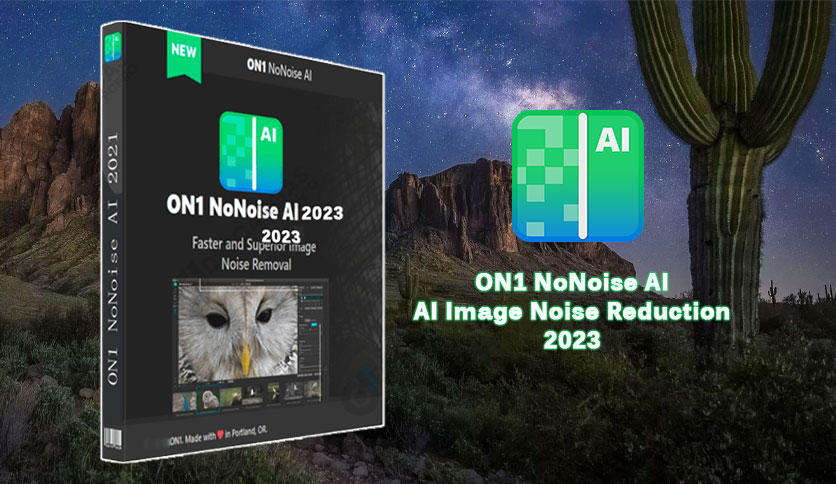 ON1 NoNoise AI 2021
NEW
ON1 NoNoise AI
AI
ON1 NoNoise AI 2023
2023
Faster and Superior Image
Noise Removal
ON1. Made with in Portland, OR.
AI
ON1 NoNoise AI
AI Image Noise Reduction
2023